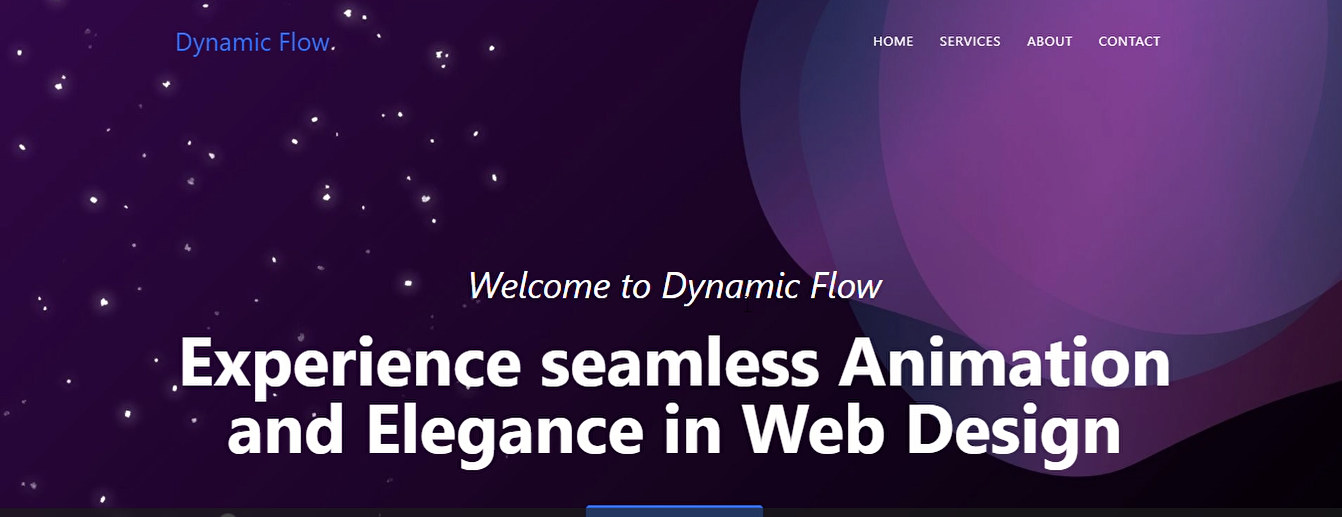 Dynamic Flow.
HOME SERVICES ABOUT CONTACT
Welcome to Dynamic Flow
Experience seamless Animation
and Elegance in Web Design